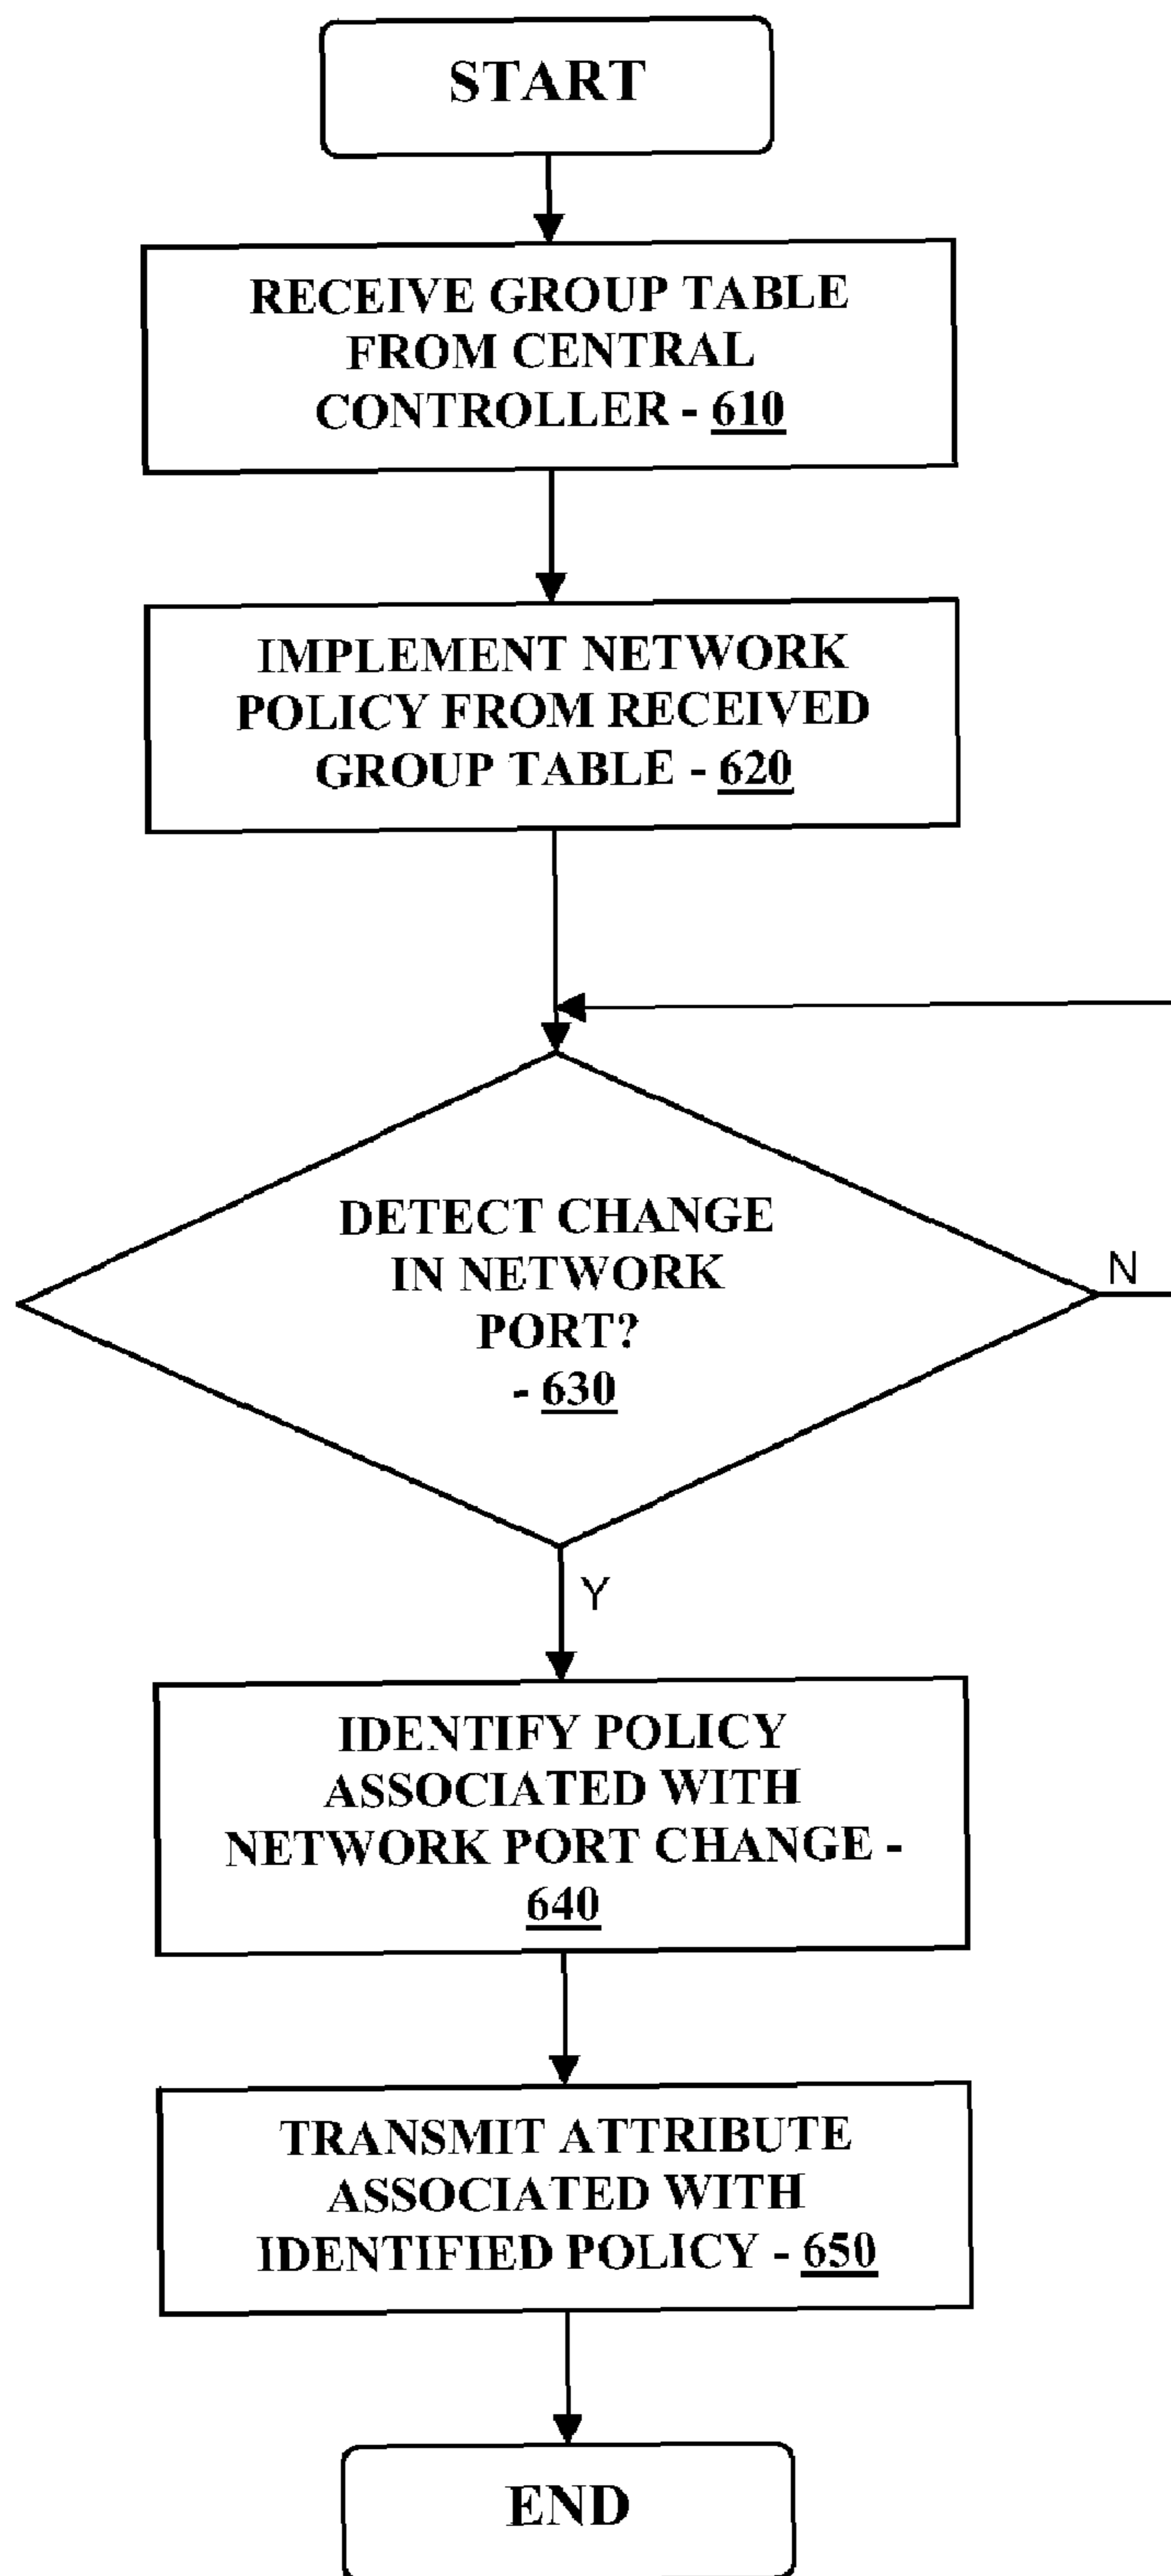 START
RECEIVE GROUP TABLE
FROM CENTRAL
CONTROLLER - 610
IMPLEMENT NETWORK
POLICY FROM RECEIVED
GROUP TABLE - 620
DETECT CHANGE
IN NETWORK
PORT?
- 630
N
Y
IDENTIFY POLICY
ASSOCIATED WITH
NETWORK PORT CHANGE -
640
TRANSMIT ATTRIBUTE
ASSOCIATED WITH
IDENTIFIED POLICY - 650
END